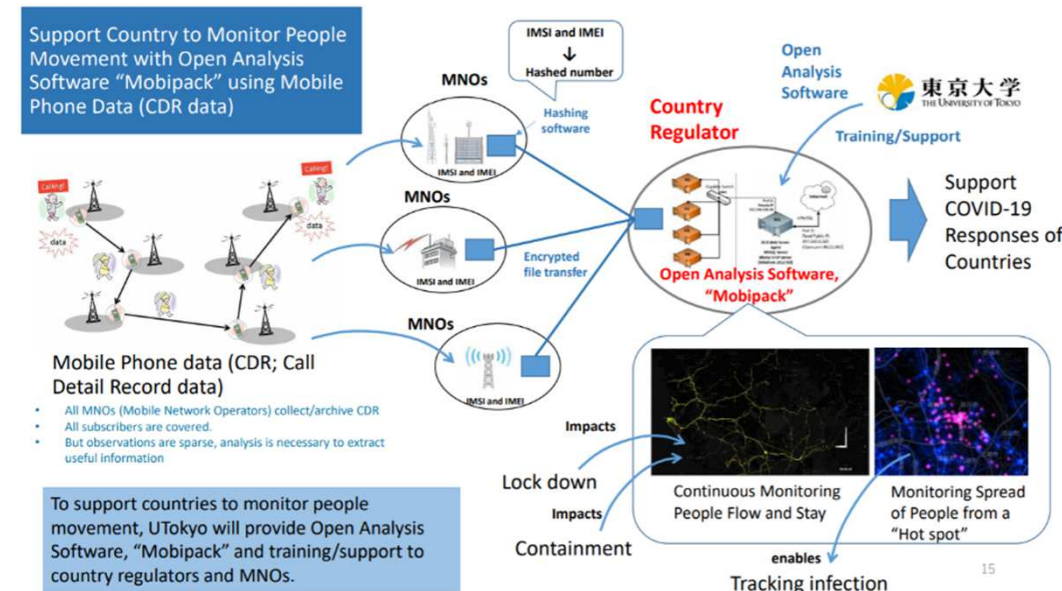 Support Country to Monitor People
Movement with Open Analysis
Software “Mobipack” using Mobile
Phone Data (CDR data)
IMSI and IMEI
Hashed number
MNOs
Hashing
software
IMSI and IMEI
Open
Analysis
Software
東京大学
THE UNIVERSITY OF TOKYO
Training/Support
Country
Regulator
Calling!
data
Calling!
data
MNOs
IMSI and IMEI
Encrypted
file transfer
Open Analysis Software,
“Mobipack”
Support
COVID-19
Responses of
Countries
MNOs
IMSI and IMEI
Mobile Phone data (CDR; Call
Detail Record data)
• All MNOs (Mobile Network Operators) collect/archive CDR
• All subscribers are covered.
• But observations are sparse, analysis is necessary to extract
useful information
Impacts
Lock down
Impacts
Containment
Continuous Monitoring
People Flow and Stay
Monitoring Spread
of People from a
“Hot spot”
enables
Tracking infection
To support countries to monitor people
movement, UTokyo will provide Open Analysis
Software, “Mobipack” and training/support to
country regulators and MNOs.
15